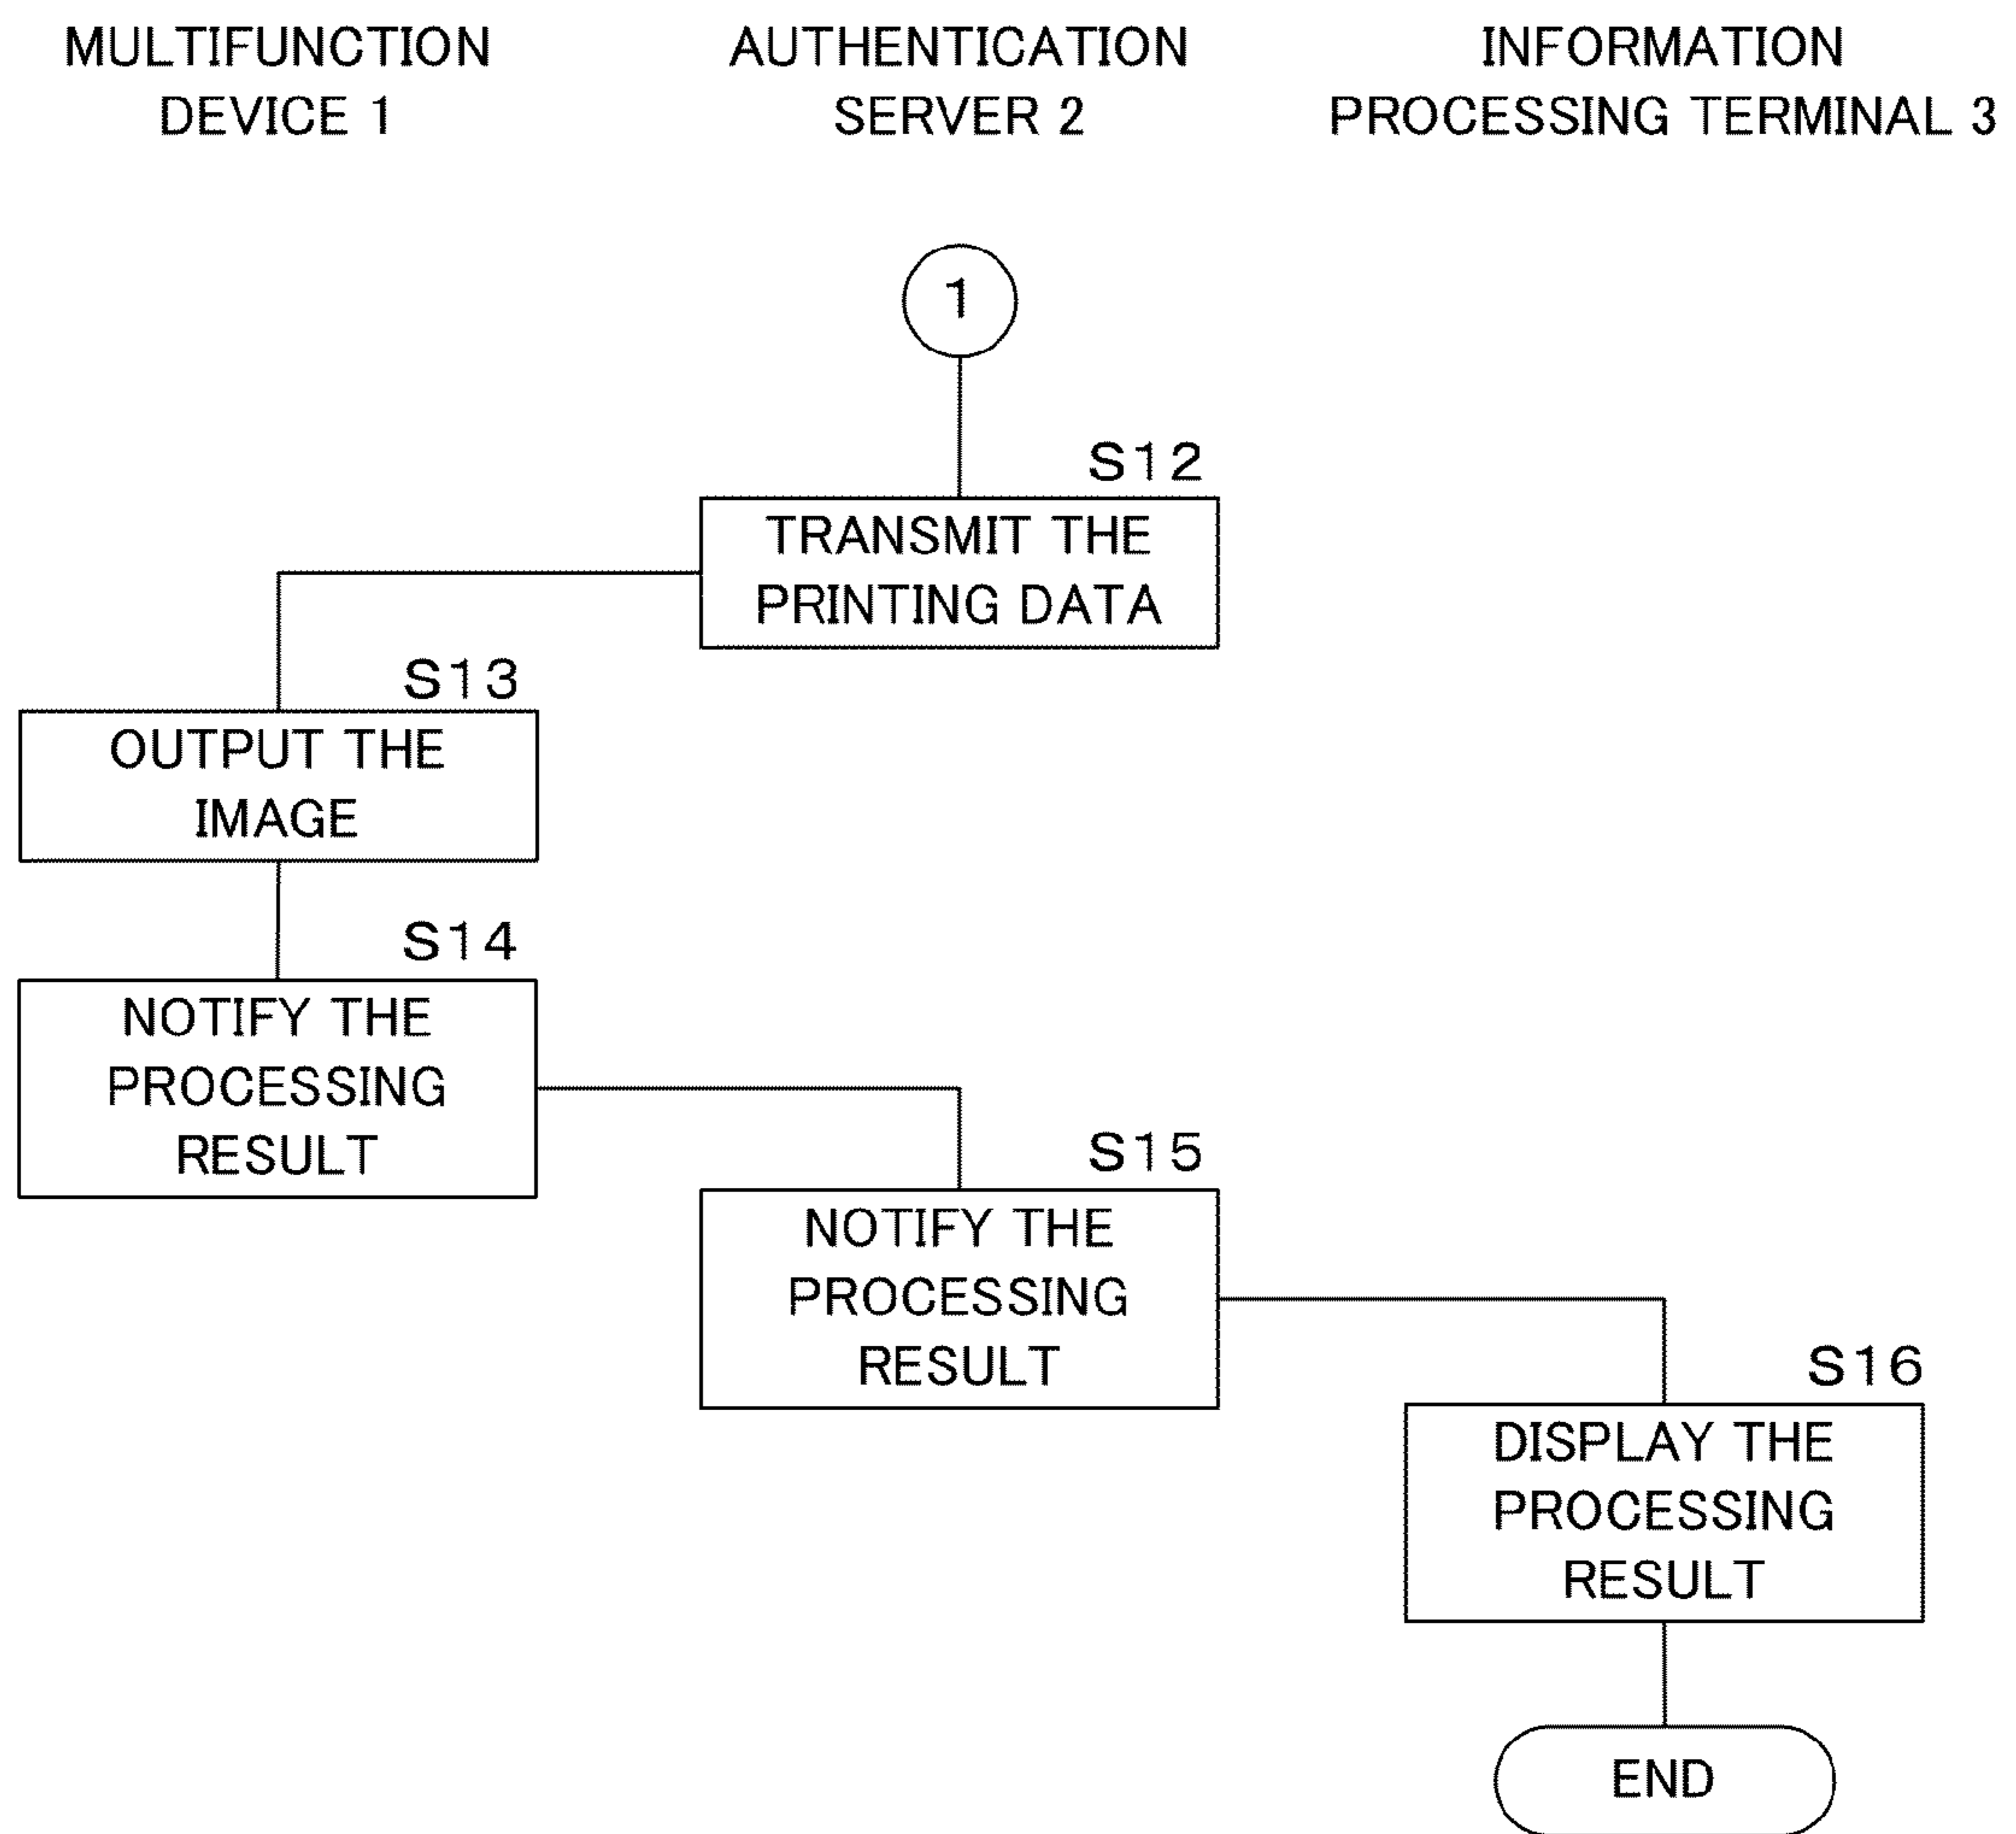 MULTIFUNCTION
DEVICE 1
AUTHENTICATION
SERVER 2
INFORMATION
PROCESSING TERMINAL 3
1
S12
TRANSMIT THE
PRINTING DATA
S13
OUTPUT THE
IMAGE
S14
NOTIFY THE
PROCESSING
RESULT
S15
NOTIFY THE
PROCESSING
RESULT
S16
DISPLAY THE
PROCESSING
RESULT
END